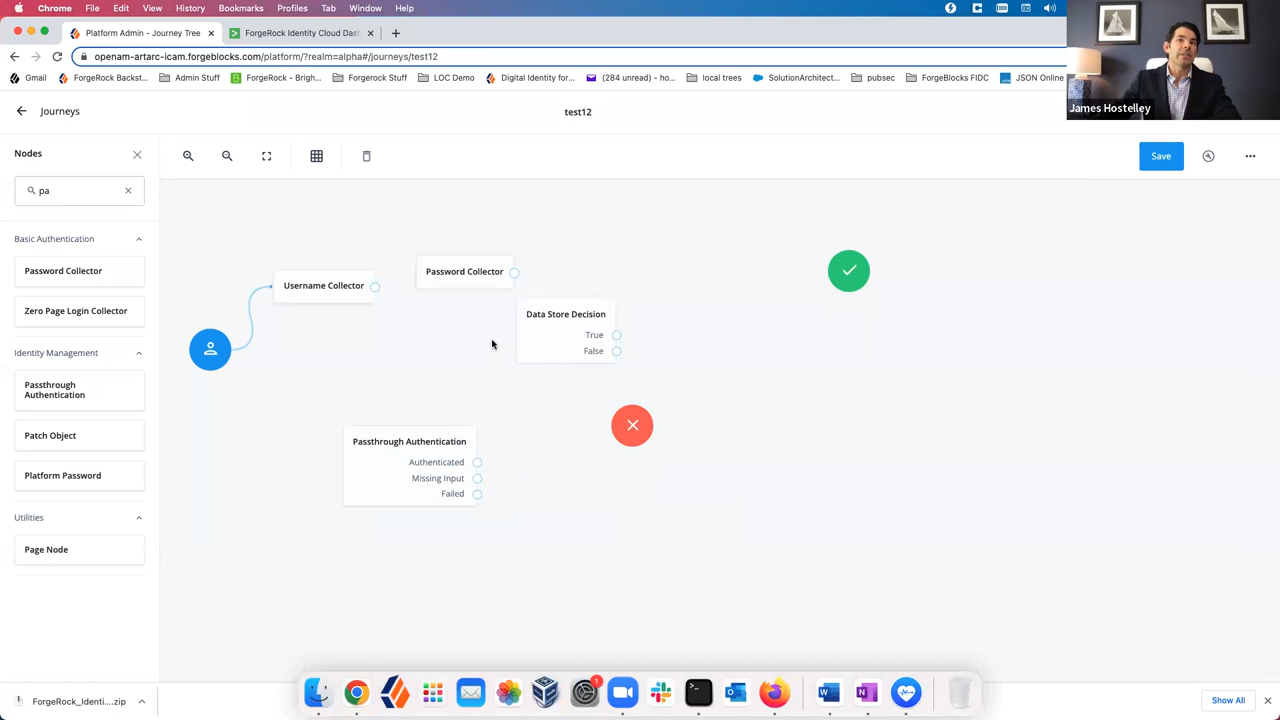 Chrome File Edit View History Bookmarks Profiles Tab Window Help
Platform Admin - Journey Tree
ForgeRock Identity Cloud Das
openam-artarc-icam.forgeblocks.com/platform/?realm=alpha#/journeys/test12
Gmail ForgeRock Backst... Admin Stuff ForgeRock - Brigh... Forgerock Stuff LOC Demo Digital Identity for... (284 unread) - ho... local trees SolutionArchitect... pubsec ForgeBlocks FIDC JSON Online
James Hostelley
Journeys
test12
Nodes
Save
pa
Basic Authentication
Password Collector
Zero Page Login Collector
Identity Management
Passthrough
Authentication
Patch Object
Platform Password
Utilities
Page Node
Username Collector
Password Collector
Data Store Decision
True
False
Passthrough Authentication
Authenticated
Missing Input
Failed
1
ForgeRock_Identi....zip
Show All